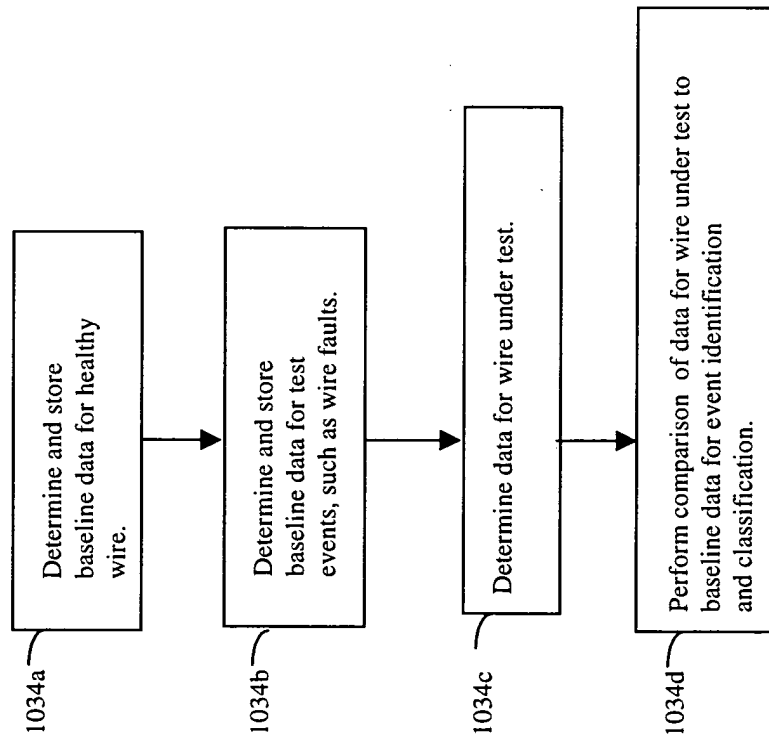 1034a
Determine and store
baseline data for healthy
wire.
1034b
Determine and store
baseline data for test
events, such as wire faults.
1034c
Determine data for wire under test.
1034d
Perform comparison of data for wire under test to
baseline data for event identification
and classification.